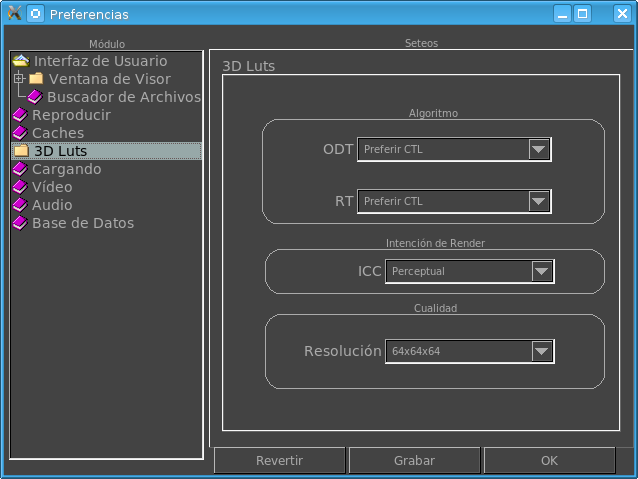 Preferencias
Módulo
Interfaz de Usuario
Ventana de Visor
Buscador de Archivos
Reproducir
Caches
3D Luts
Cargando
Vídeo
Audio
Base de Datos
Seteos
3D Luts
Algoritmo
ODT Preferir CTL
RT Preferir CTL
Intención de Render
ICC Perceptual
Cualidad
Resolución 64x64x64
Revertir Grabar OK